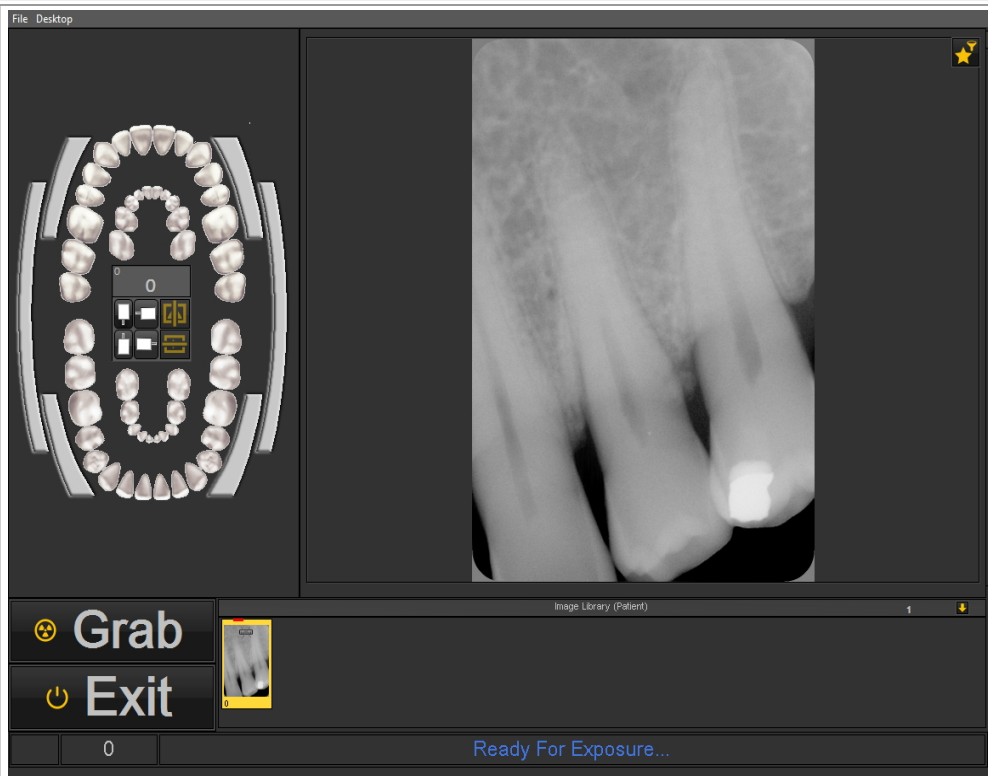 File Desktop
0
0
Image Library (Patient)
1
0
Grab
Exit
0
Ready For Exposure...